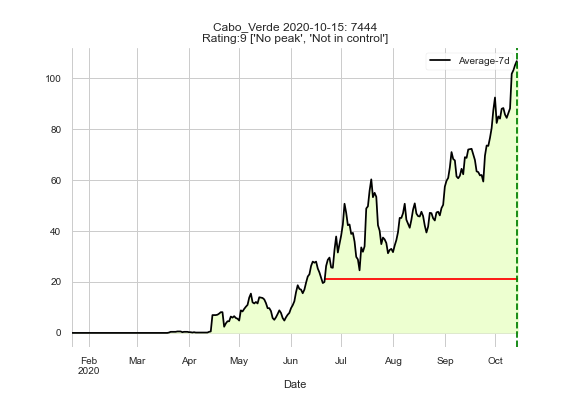 Cabo_Verde 2020-10-15: 7444
Rating:9 ['No peak', 'Not in control']
Average-7d
100
80
60
40
20
0
Feb Mar Apr May Jun Jul Aug Sep Oct
2020
Date